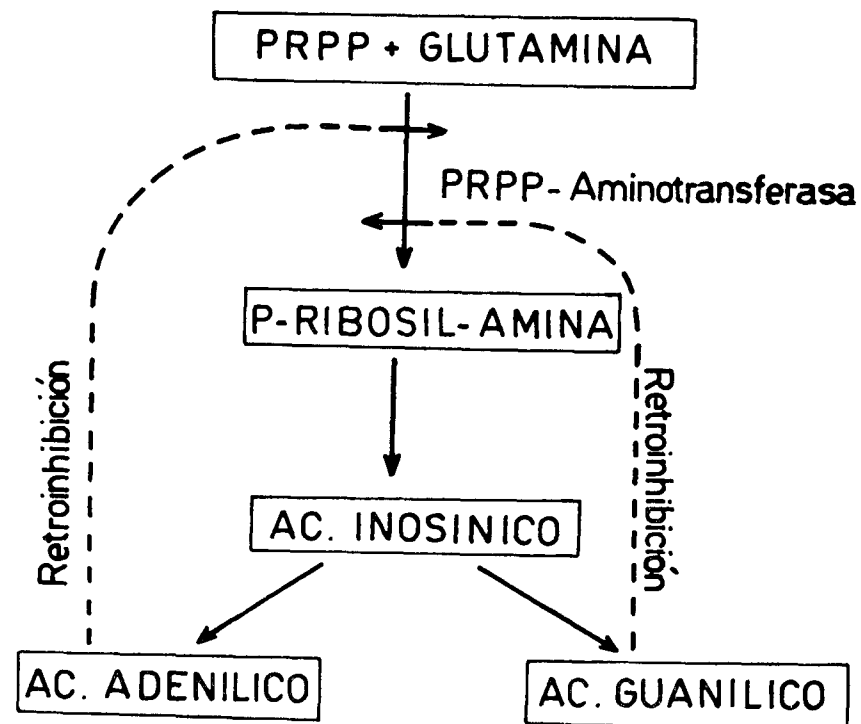 PRPP + GLUTAMINA
PRPP- Aminotransferasa
P-RIBOSIL-AMINA
Retroinhibición
Retroinhibición
AC. INOSINICO
AC. ADENILICO
AC. GUANILICO